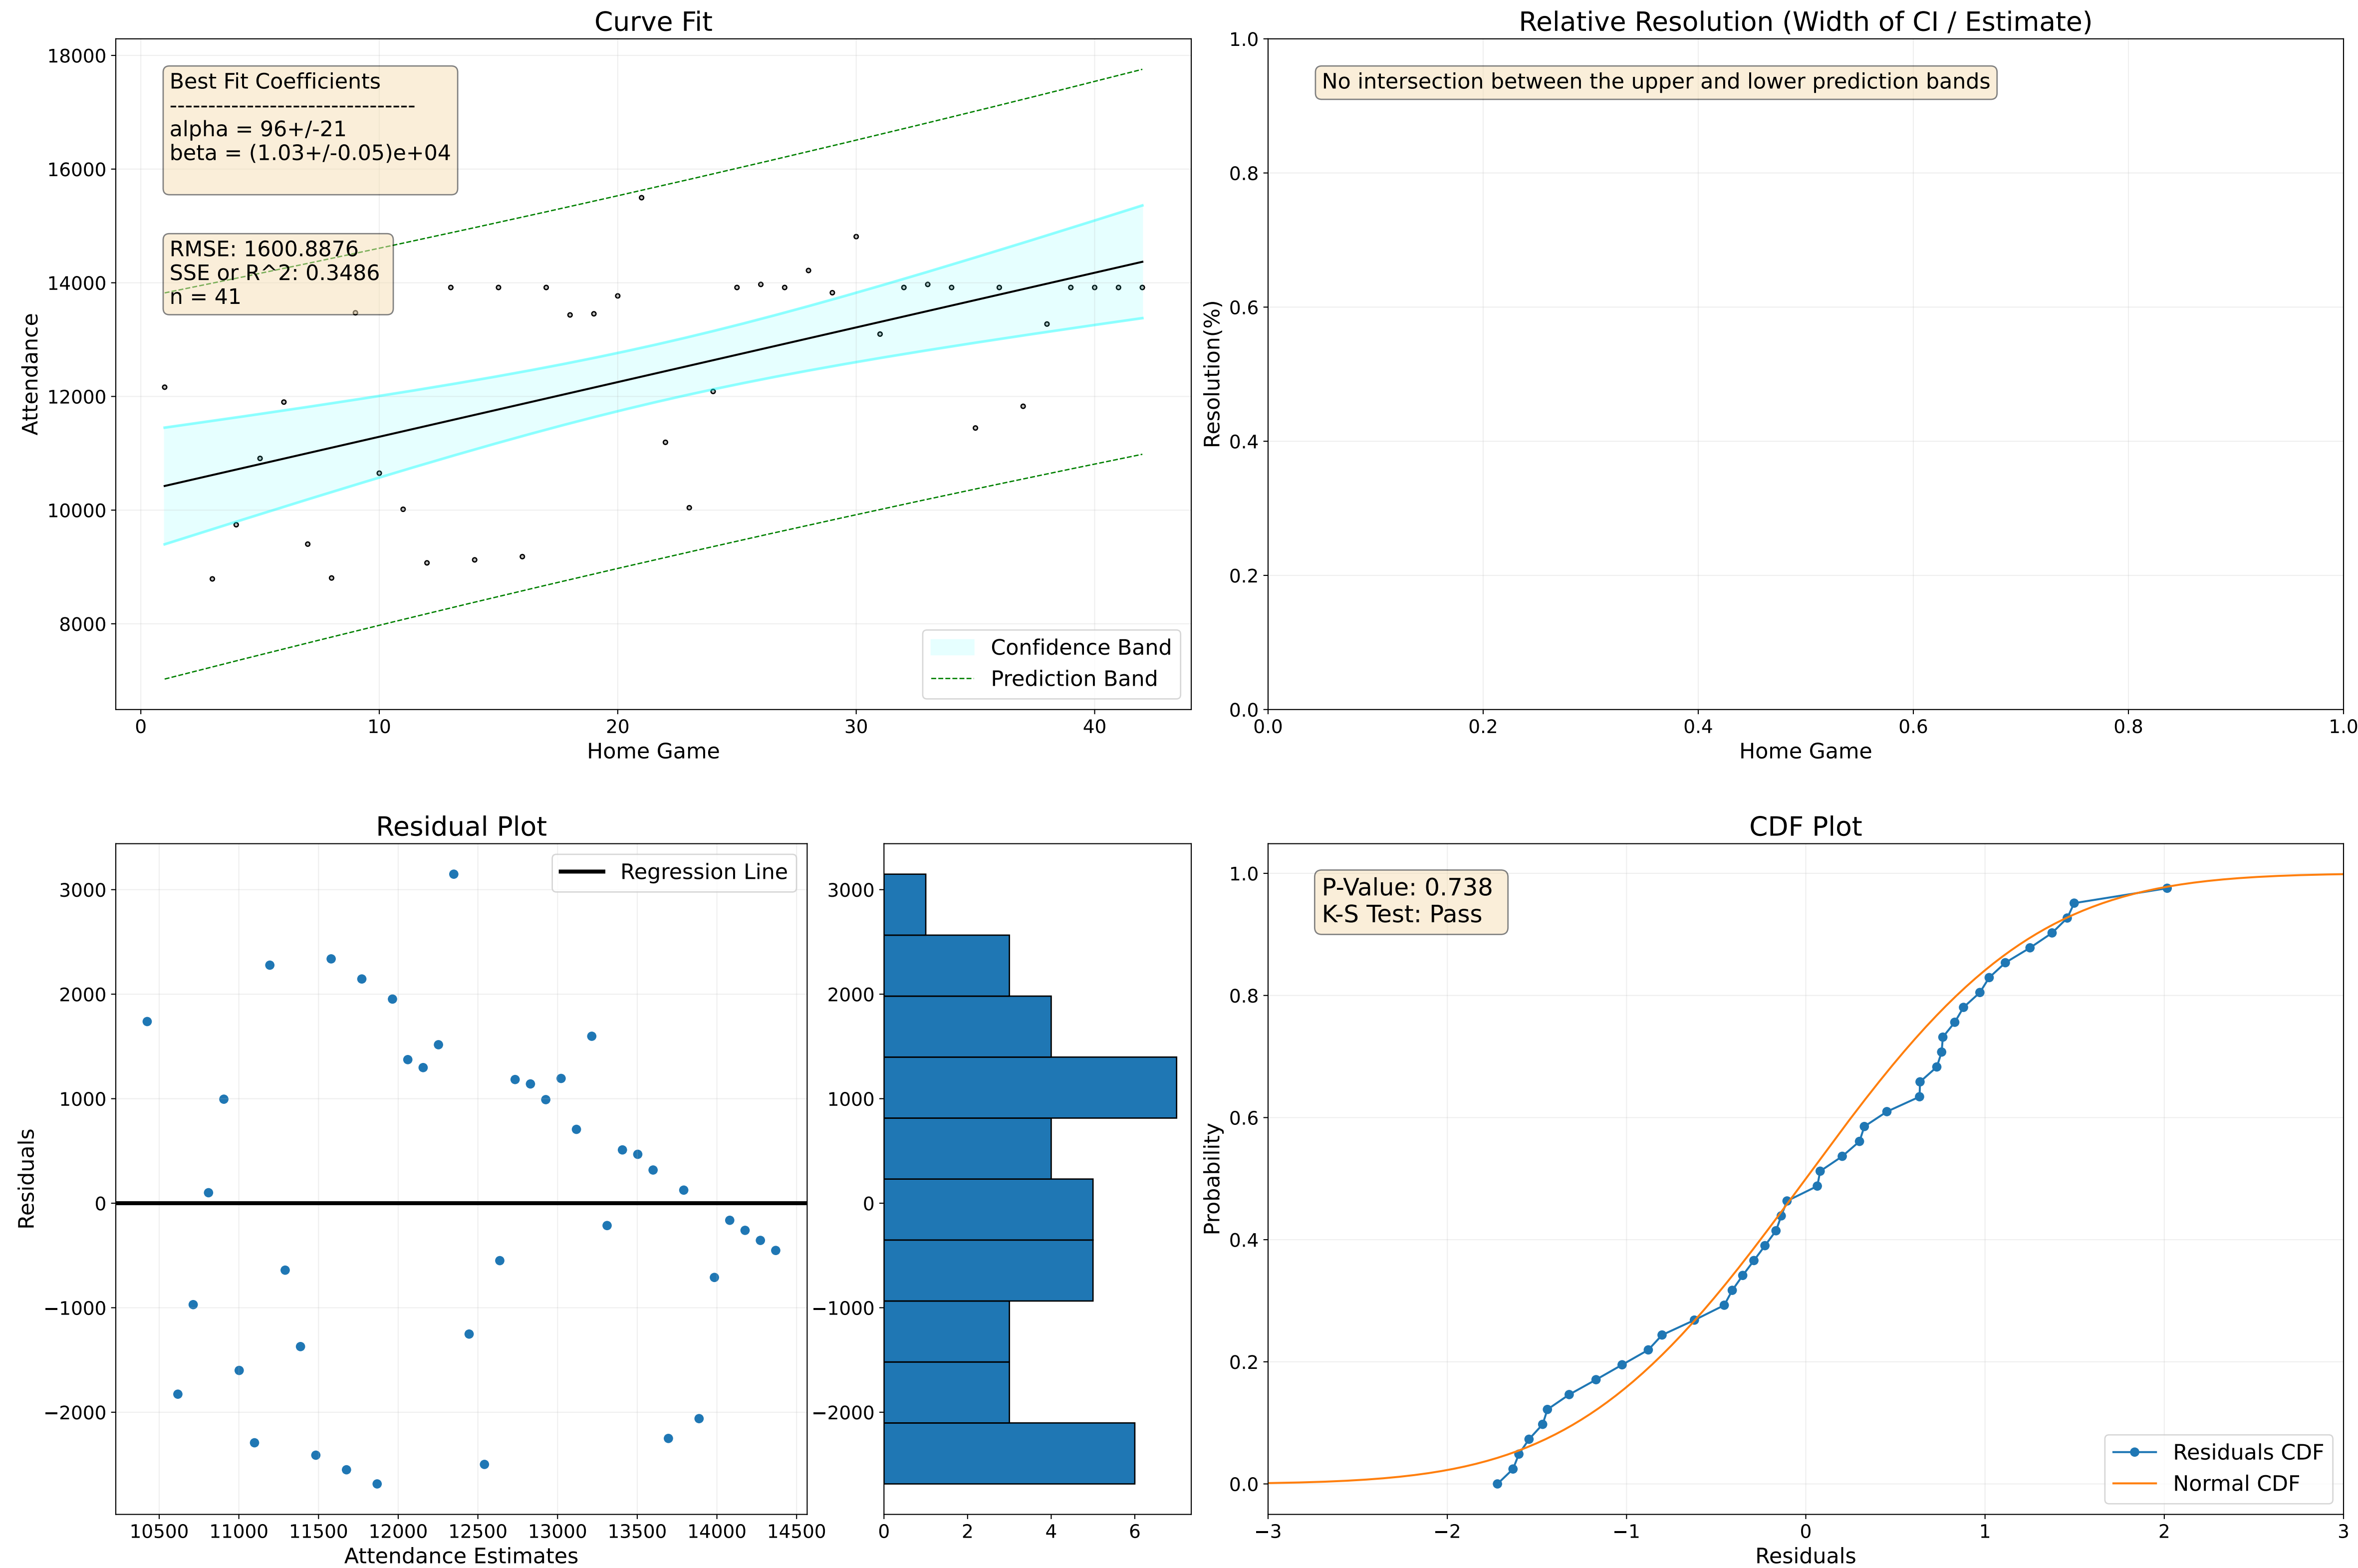 Curve Fit
18000
16000
14000
12000
10000
8000
Attendance
Best Fit Coefficients
--------------------------------
alpha = 96+/-21
beta = (1.03+/-0.05)e+04
RMSE: 1600.8876
SSE or R^2: 0.3486
n = 41
Confidence Band
Prediction Band
0 10 20 30 40
Home Game
Relative Resolution (Width of CI / Estimate)
1.0
0.8
0.6
0.4
0.2
0.0
Resolution(%)
No intersection between the upper and lower prediction bands
0.0 0.2 0.4 0.6 0.8 1.0
Home Game
Residual Plot
3000
2000
1000
0
−1000
−2000
Residuals
Regression Line
10500 11000 11500 12000 12500 13000 13500 14000 14500
Attendance Estimates
3000
2000
1000
0
−1000
−2000
0 2 4 6
CDF Plot
1.0
0.8
0.6
0.4
0.2
0.0
Probability
P-Value: 0.738
K-S Test: Pass
Residuals CDF
Normal CDF
−3 −2 −1 0 1 2 3
Residuals